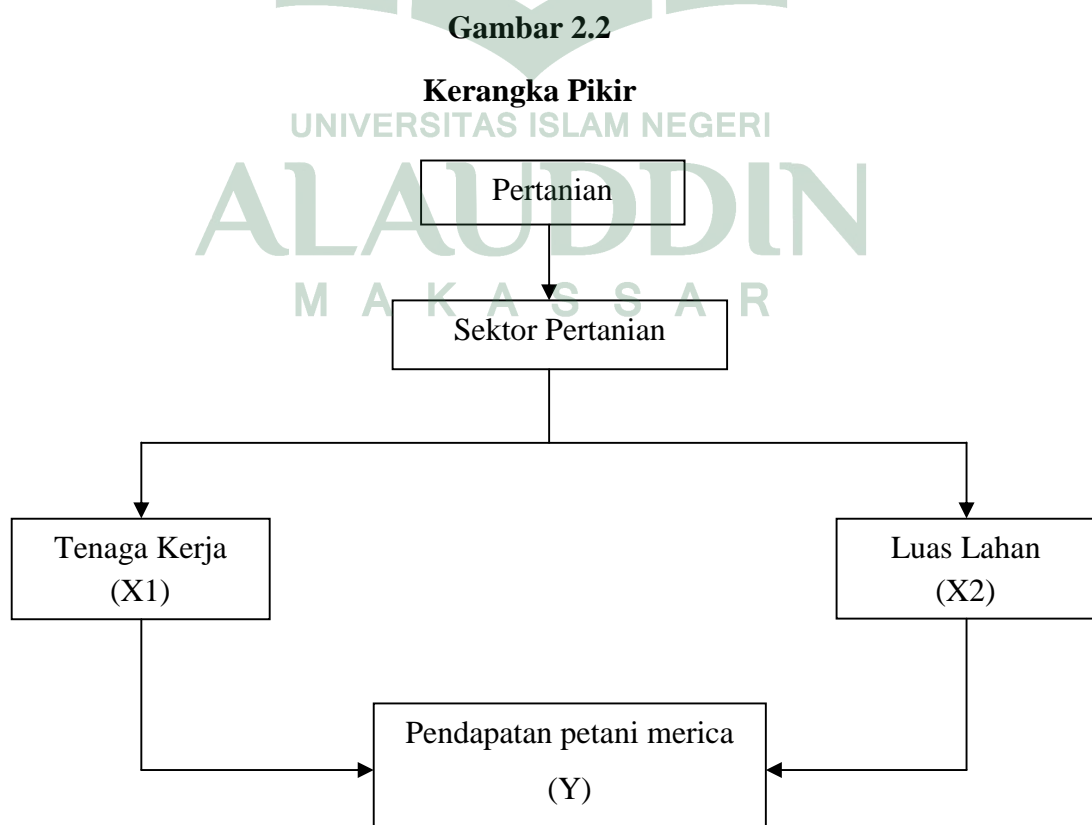 Gambar 2.2
Kerangka Pikir
UNIVERSITAS ISLAM NEGERI
ALAUDDIN
MAKASSAR
Pertanian
Sektor Pertanian
Tenaga Kerja
(X1)
Luas Lahan
(X2)
Pendapatan petani merica
(Y)